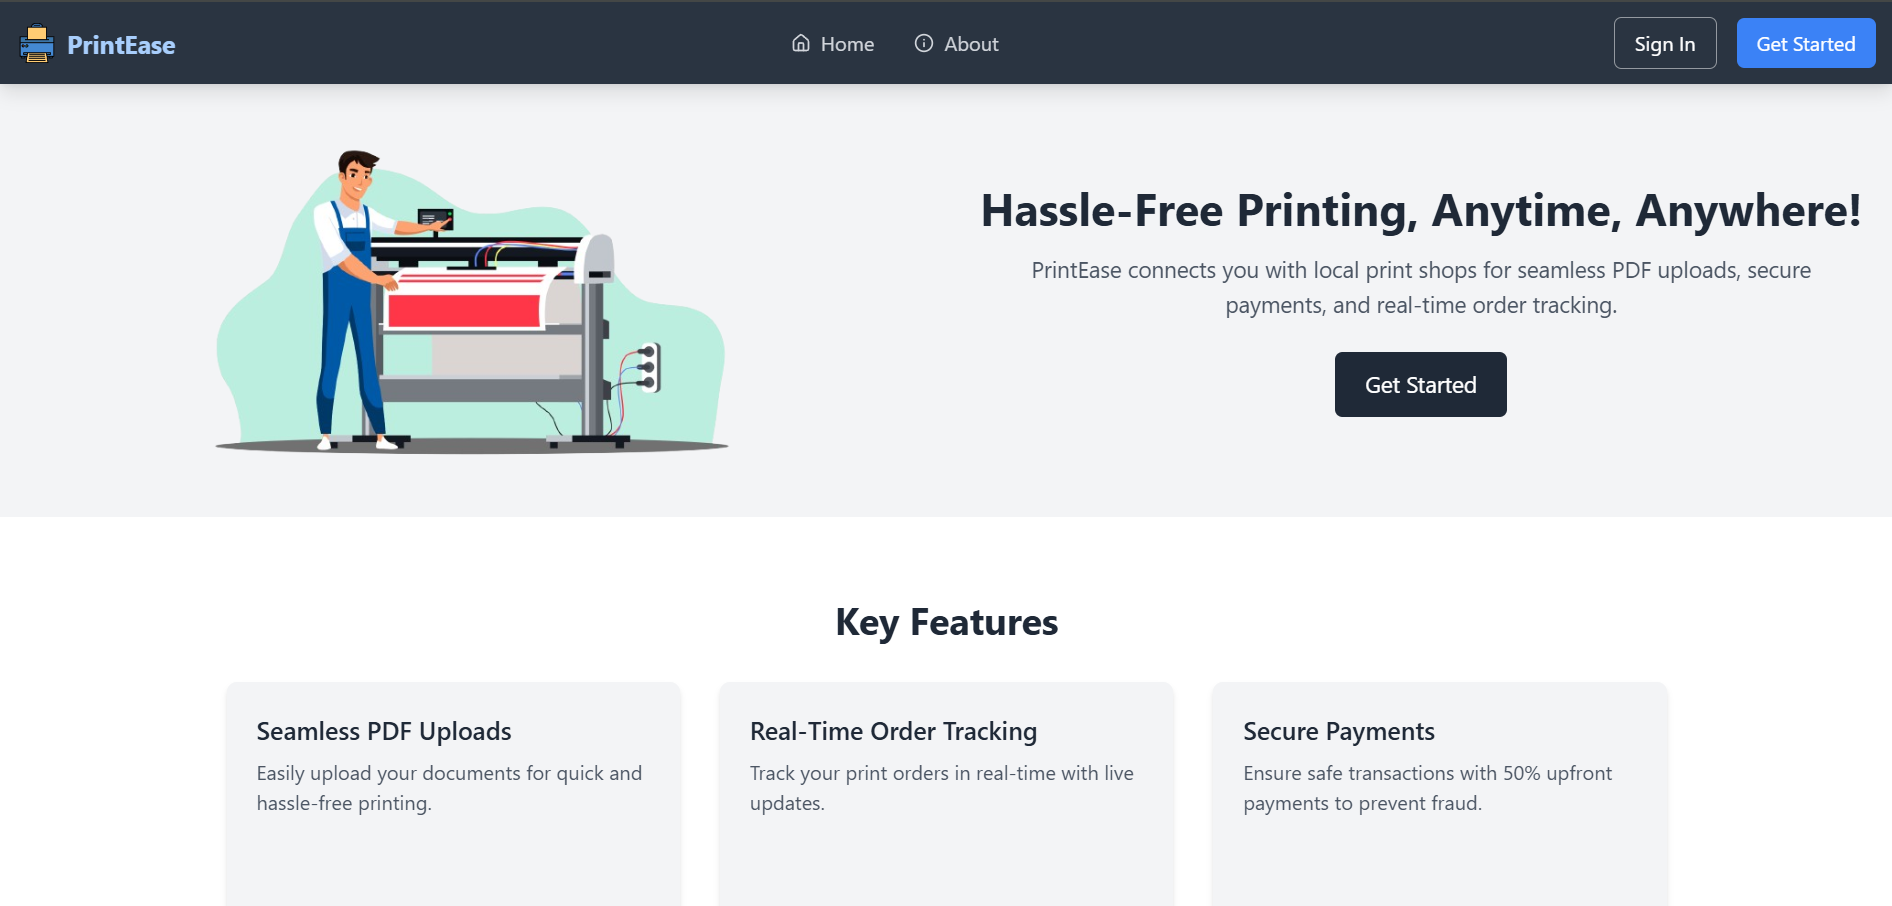 PrintEase
Home
About
Sign In
Get Started
Hassle-Free Printing, Anytime, Anywhere!
PrintEase connects you with local print shops for seamless PDF uploads, secure
payments, and real-time order tracking.
Get Started
Key Features
Seamless PDF Uploads
Easily upload your documents for quick and
hassle-free printing.
Real-Time Order Tracking
Track your print orders in real-time with live
updates.
Secure Payments
Ensure safe transactions with 50% upfront
payments to prevent fraud.